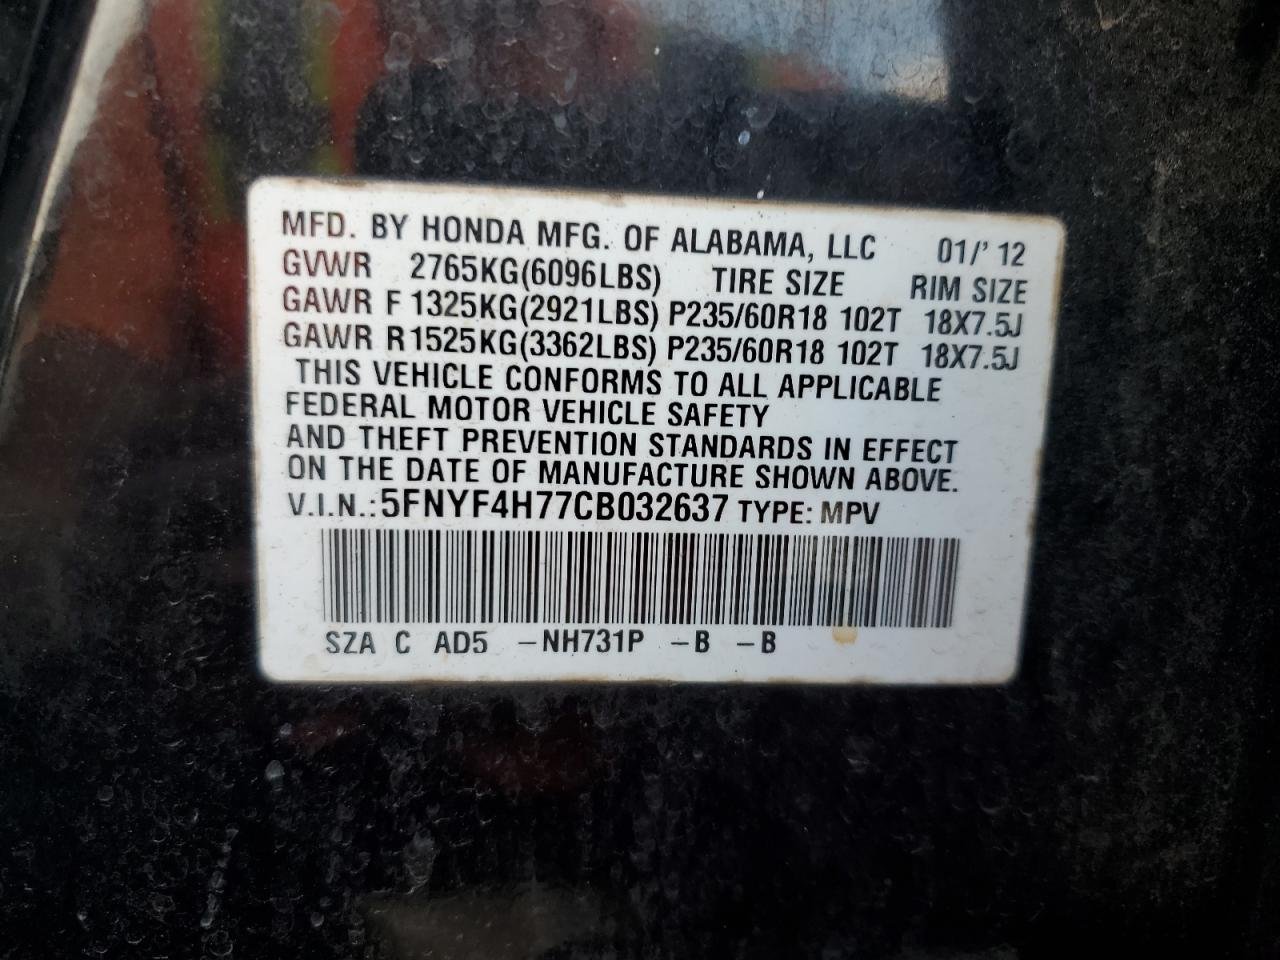 MFD. BY HONDA MFG. OF ALABAMA, LLC 01/' 12
GVWR 2765KG(6096LBS) TIRE SIZE RIM SIZE
GAWR F 1325KG(2921LBS) P235/60R18 102T 18X7.5J
GAWR R1525KG(3362LBS) P235/60R18 102T 18X7.5J
THIS VEHICLE CONFORMS TO ALL APPLICABLE
FEDERAL MOTOR VEHICLE SAFETY
AND THEFT PREVENTION STANDARDS IN EFFECT
ON THE DATE OF MANUFACTURE SHOWN ABOVE.
V.I.N.: 5FNYF4H77CB032637 TYPE: MPV
SZA C AD5 –NH731P –B –B